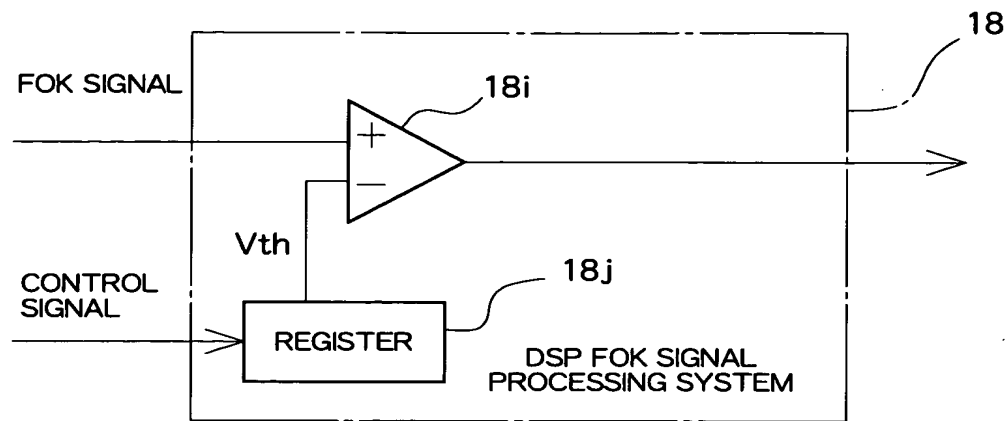 18
FOK SIGNAL
18i
+
−
Vth
CONTROL
SIGNAL
18j
REGISTER
DSP FOK SIGNAL
PROCESSING SYSTEM